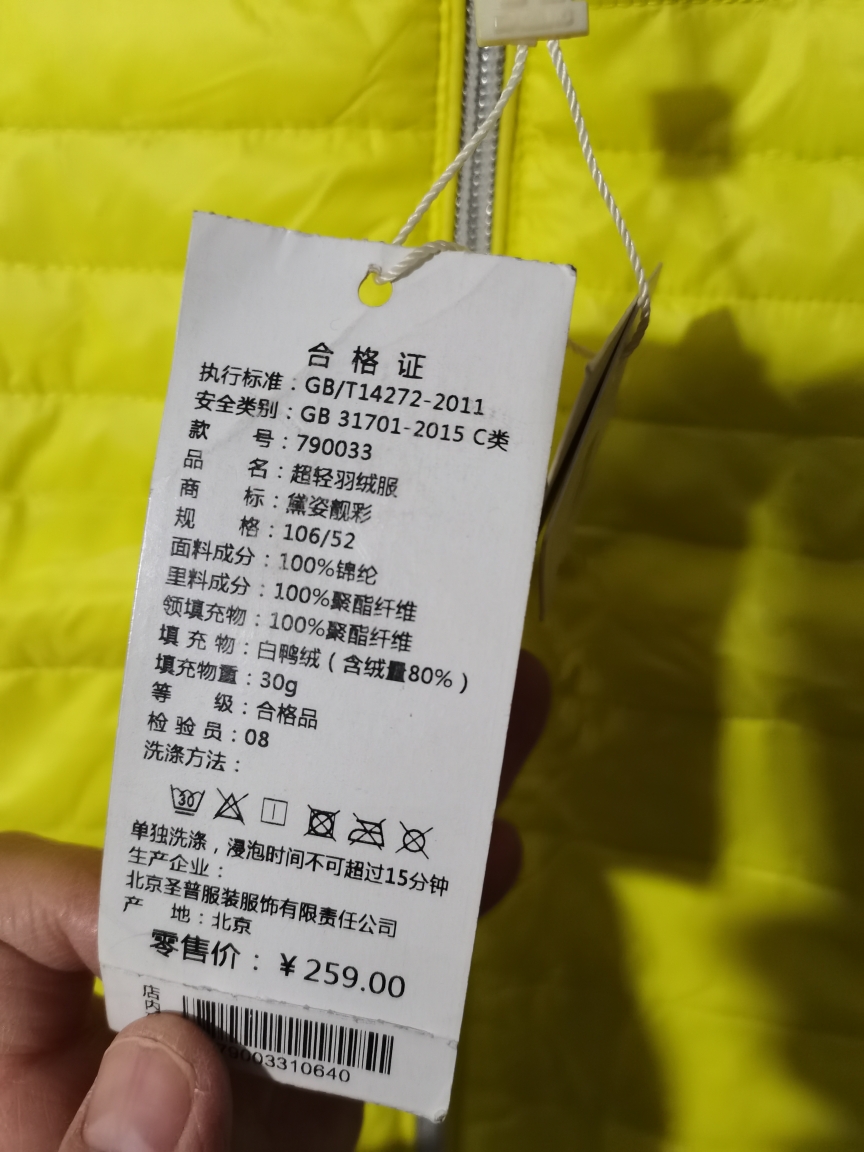 合格证
执行标准：GB/T14272-2011
安全类别：GB 31701-2015 C类
款 号：790033
品 名：超轻羽绒服
商 标：黛姿靓彩
规 格：106/52
面料成分：100%锦纶
里料成分：100%聚酯纤维
领填充物：100%聚酯纤维
填 充 物：白鸭绒（含绒量80%）
填充物量：30g
等 级：合格品
检 验 员：08
洗涤方法：
30
单独洗涤，浸泡时间不可超过15分钟
生产企业：
北京圣普服装服饰有限责任公司
产 地：北京
零售价：￥259.00
店内
79003310640